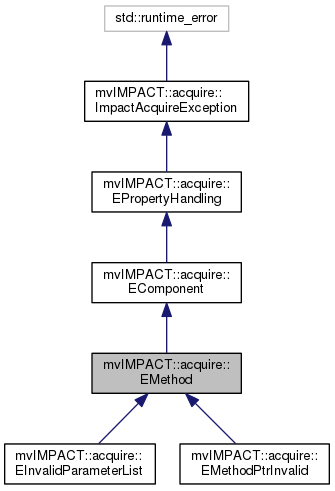 std::runtime_error
mvIMPACT::acquire::
ImpactAcquireException
mvIMPACT::acquire::
EPropertyHandling
mvIMPACT::acquire::
EComponent
mvIMPACT::acquire::
EMethod
mvIMPACT::acquire::
EInvalidParameterList
mvIMPACT::acquire::
EMethodPtrInvalid